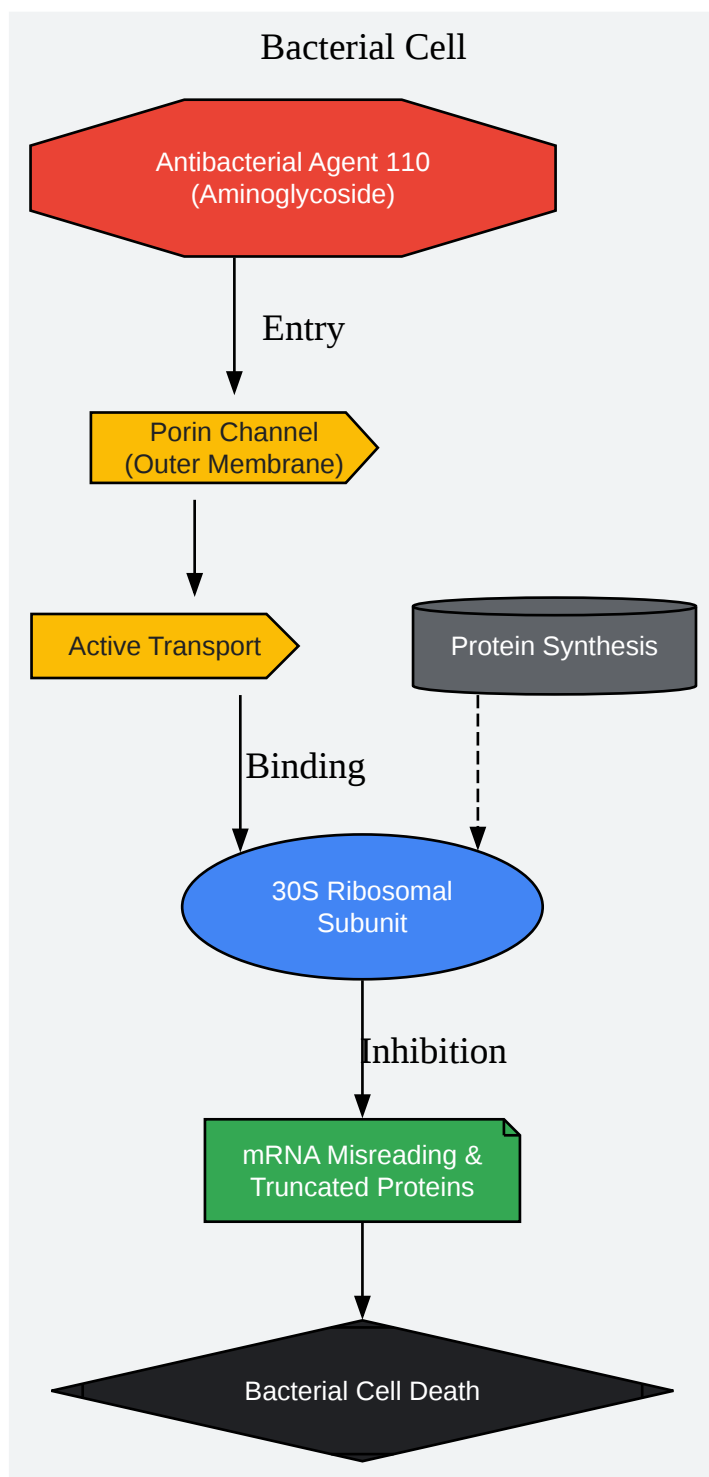 Bacterial Cell
Antibacterial Agent 110
(Aminoglycoside)
Entry
Porin Channel
(Outer Membrane)
Active Transport
Protein Synthesis
Binding
30S Ribosomal
Subunit
Inhibition
mRNA Misreading &
Truncated Proteins
Bacterial Cell Death